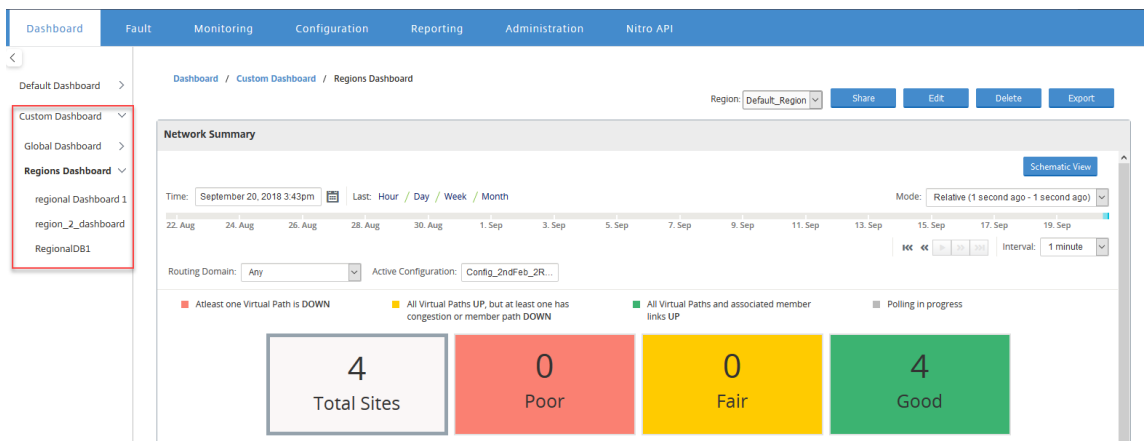 Dashboard Fault Monitoring Configuration Reporting Administration Nitro API
Default Dashboard
Custom Dashboard
Global Dashboard
Regions Dashboard
regional Dashboard 1
region_2_dashboard
RegionalDB1
Dashboard / Custom Dashboard / Regions Dashboard
Region: Default_Region Share Edit Delete Export
Network Summary
Schematic View
Time: September 20, 2018 3:43pm Last: Hour / Day / Week / Month Mode: Relative (1 second ago - 1 second ago)
22. Aug 24. Aug 26. Aug 28. Aug 30. Aug 1. Sep 3. Sep 5. Sep 7. Sep 9. Sep 11. Sep 13. Sep 15. Sep 17. Sep 19. Sep
Interval: 1 minute
Routing Domain: Any Active Configuration: Config_2ndFeb_2R...
Atleast one Virtual Path is DOWN
All Virtual Paths UP, but at least one has
congestion or member path DOWN
All Virtual Paths and associated member
links UP
Polling in progress
4
Total Sites
0
Poor
0
Fair
4
Good